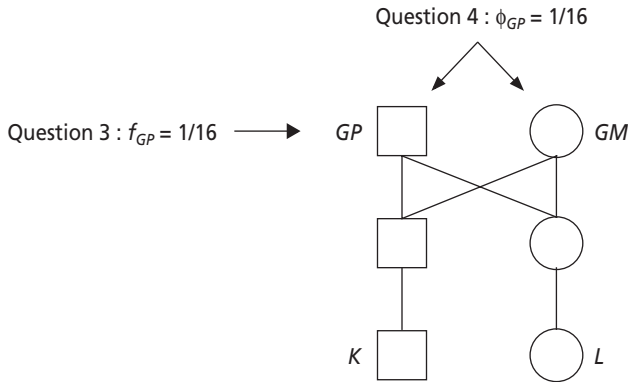 Question 4 : ϕGP = 1/16
Question 3 : fGP = 1/16
GP
GM
K
L